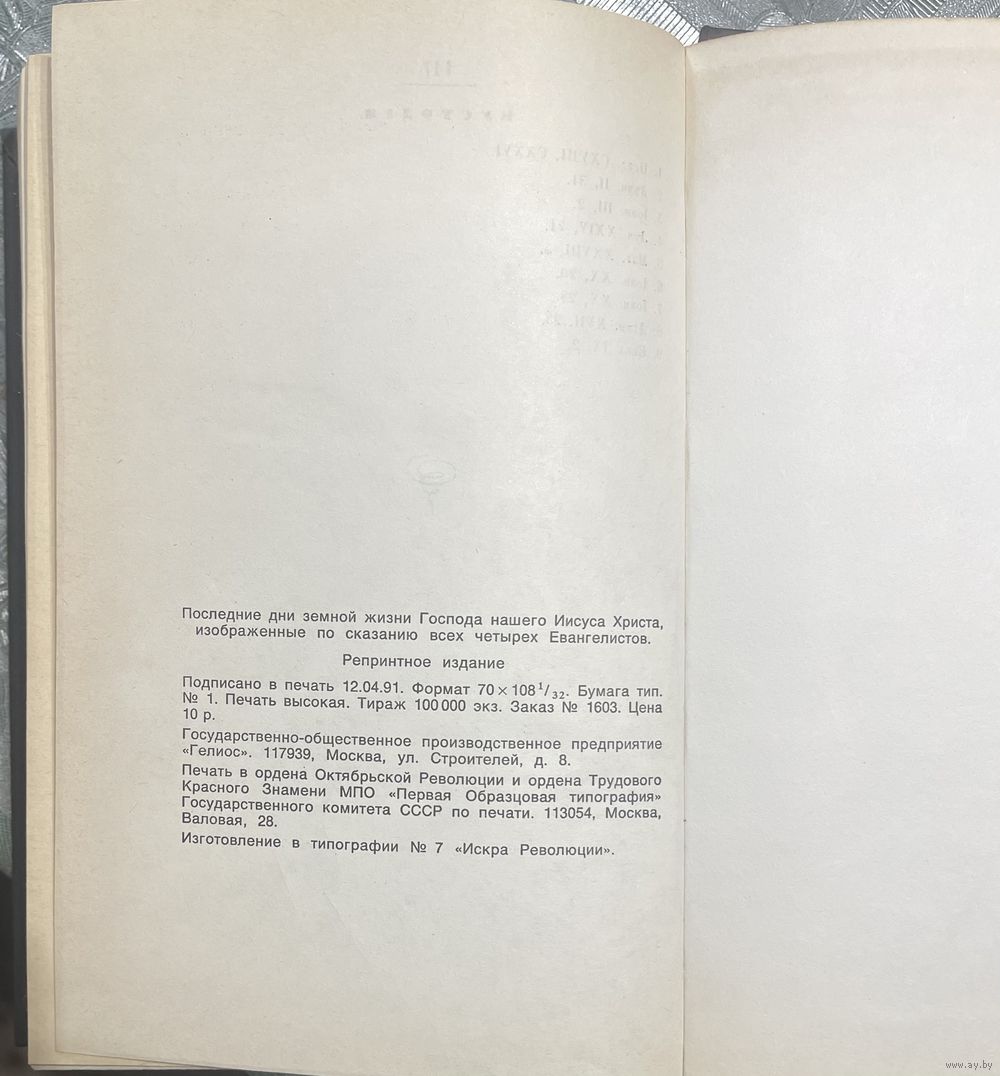 Последние дни земной жизни Господа нашего Иисуса Христа,
изображенные по сказанию всех четырех Евангелистов.
Репринтное издание
Подписано в печать 12.04.91. Формат 70×108¹/₃₂. Бумага тип.
№ 1. Печать высокая. Тираж 100 000 экз. Заказ № 1603. Цена
10 р.
Государственно-общественное производственное предприятие
«Гелиос». 117939, Москва, ул. Строителей, д. 8.
Печать в ордена Октябрьской Революции и ордена Трудового
Красного Знамени МПО «Первая Образцовая типография»
Государственного комитета СССР по печати. 113054, Москва,
Валовая, 28.
Изготовление в типографии № 7 «Искра Революции».
www.ay.by